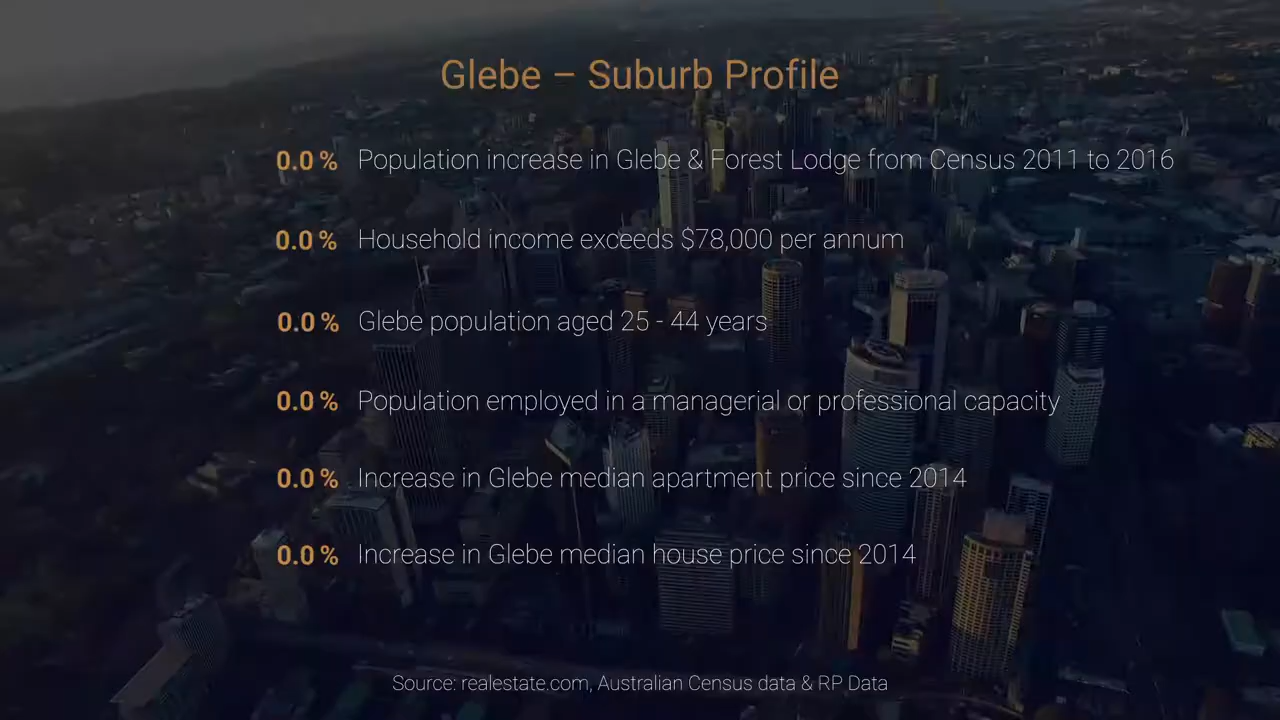 Glebe – Suburb Profile
0.0 % Population increase in Glebe & Forest Lodge from Census 2011 to 2016
0.0 % Household income exceeds $78,000 per annum
0.0 % Glebe population aged 25 - 44 years
0.0 % Population employed in a managerial or professional capacity
0.0 % Increase in Glebe median apartment price since 2014
0.0 % Increase in Glebe median house price since 2014
Source: realestate.com, Australian Census data & RP Data